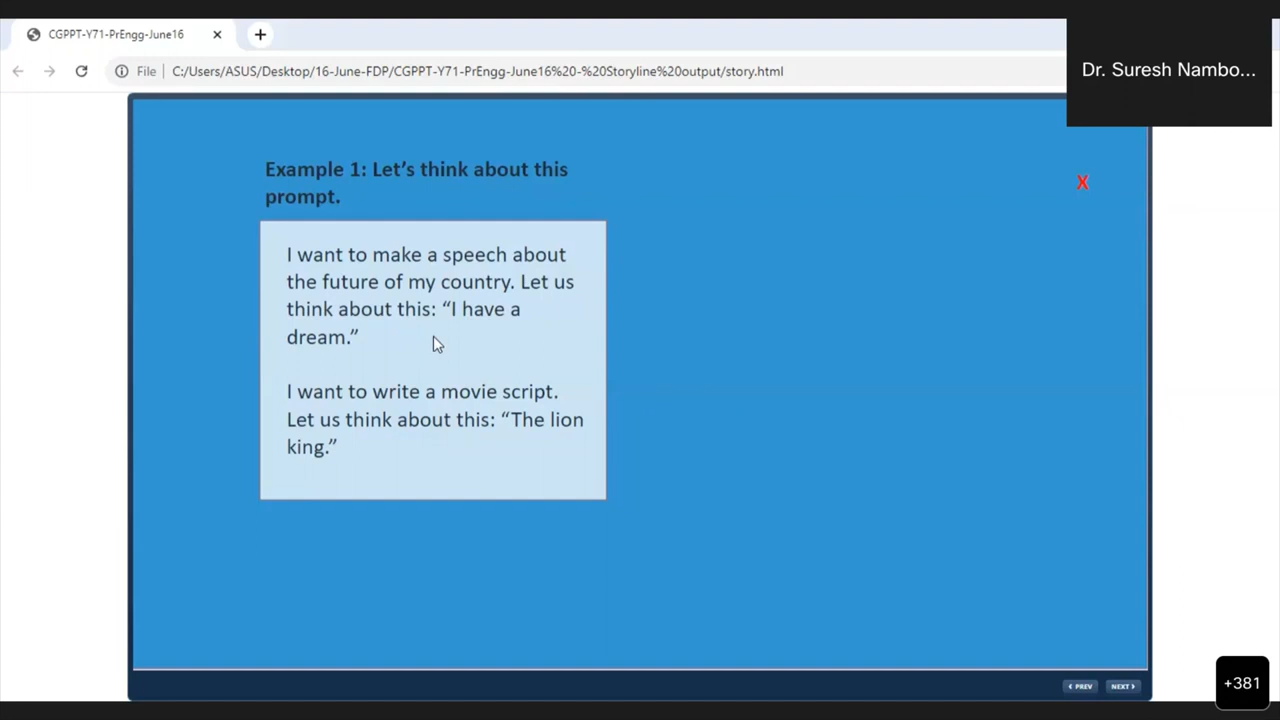 CGPPT-Y71-PrEngg-June16
File
C:/Users/ASUS/Desktop/16-June-FDP/CGPPT-Y71-PrEngg-June16%20-%20Storyline%20output/story.html
Dr. Suresh Nambo...
Example 1: Let’s think about this
prompt.
X
I want to make a speech about
the future of my country. Let us
think about this: “I have a
dream.”
I want to write a movie script.
Let us think about this: “The lion
king.”
PREV
NEXT
+381